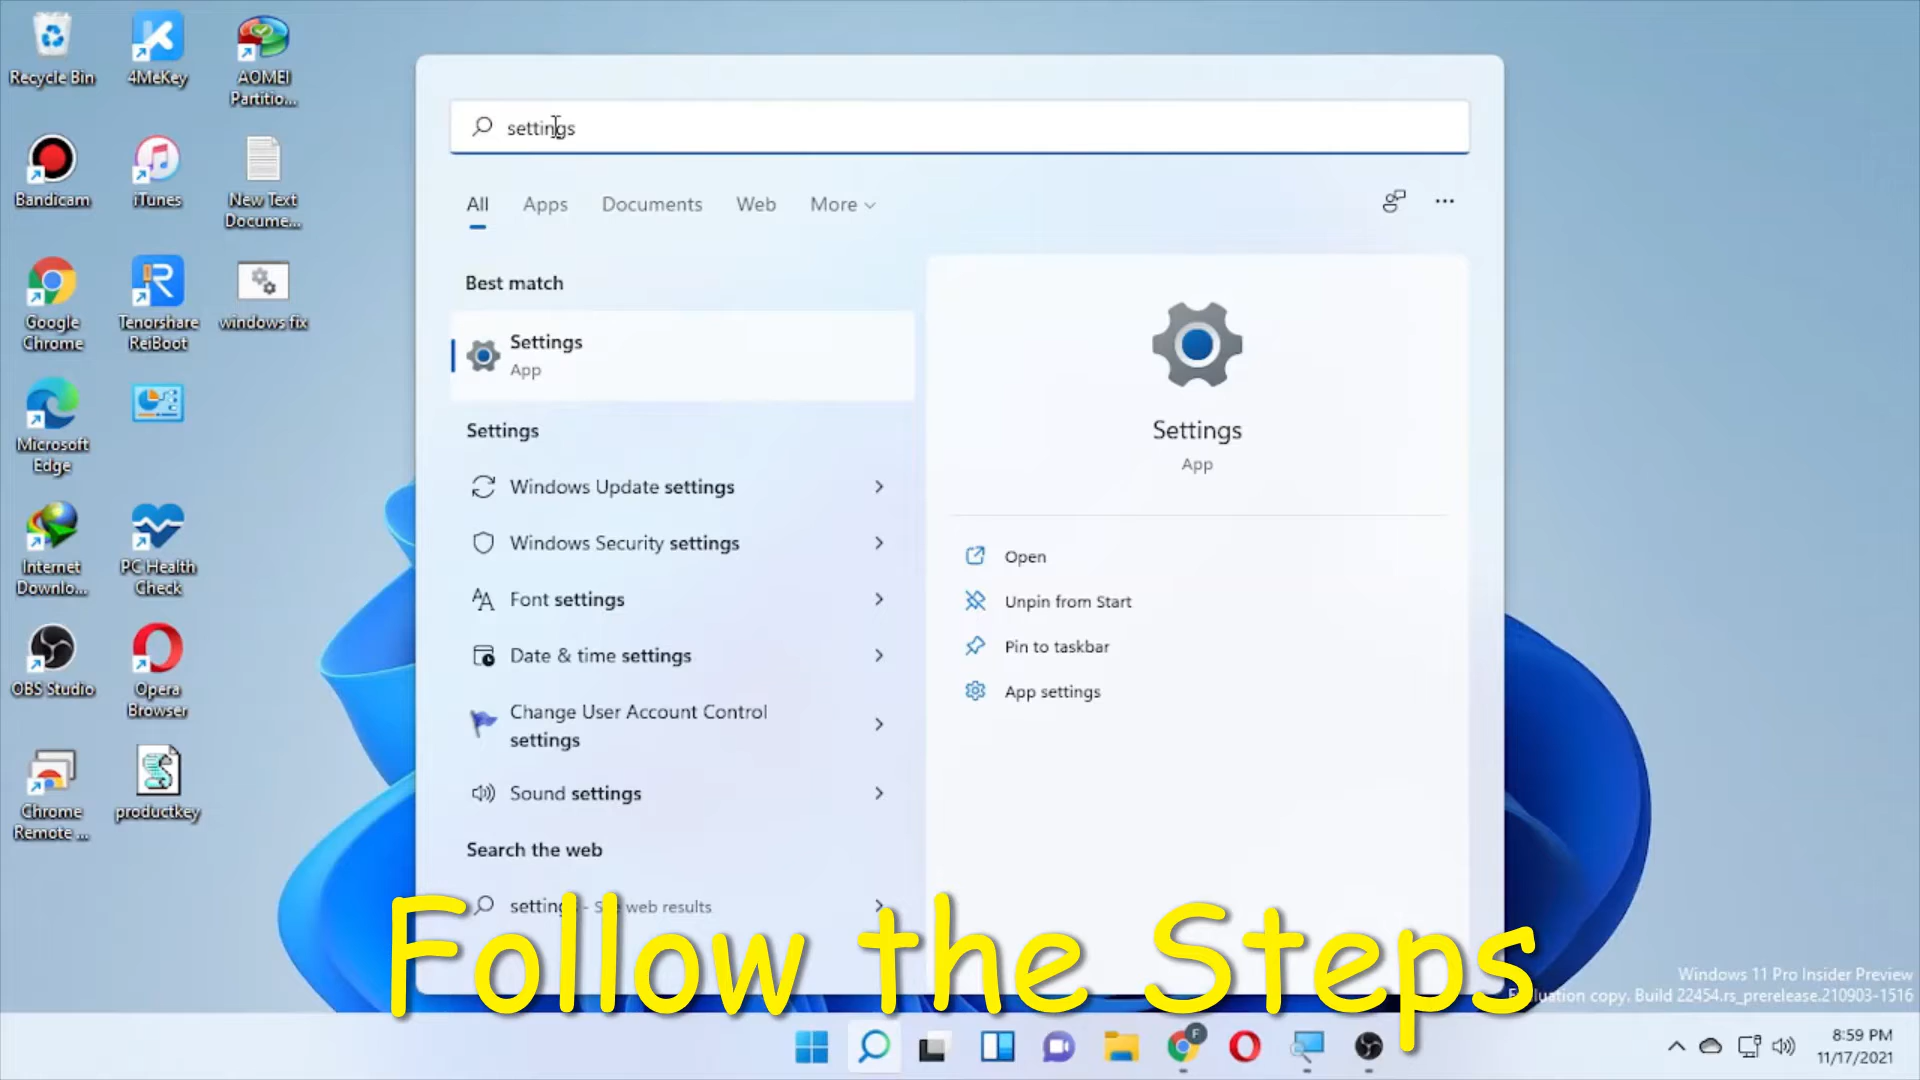 Recycle Bin
4MeKey
AOMEI
Partitio...
Bandicam
iTunes
New Text
Docume...
Google
Chrome
Tenorshare
ReiBoot
windows fix
Microsoft
Edge
Internet
Downlo...
PC Health
Check
OBS Studio
Opera
Browser
Chrome
Remote ...
productkey
settings
All
Apps
Documents
Web
More
Best match
Settings
App
Settings
Windows Update settings
Windows Security settings
Font settings
Date & time settings
Change User Account Control
settings
Sound settings
Search the web
settings - See web results
Settings
App
Open
Unpin from Start
Pin to taskbar
App settings
Follow the Steps
Windows 11 Pro Insider Preview
Evaluation copy. Build 22454.rs_prerelease.210903-1516
F
8:59 PM
11/17/2021